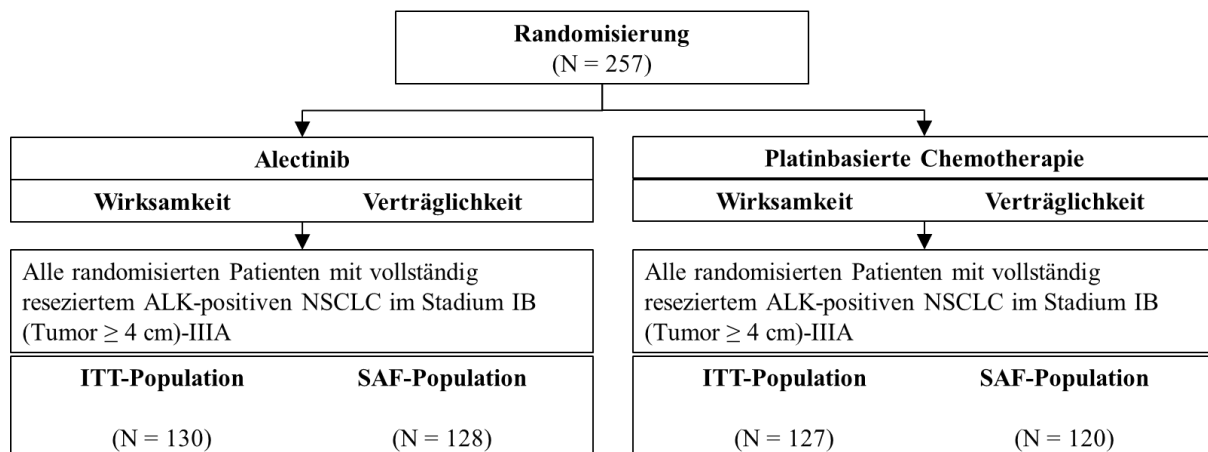 Randomisierung
(N = 257)
Alectinib
Wirksamkeit Verträglichkeit
Alle randomisierten Patienten mit vollständig
reseziertem ALK-positiven NSCLC im Stadium IB
(Tumor ≥ 4 cm)-IIIA
ITT-Population SAF-Population
(N = 130) (N = 128)
Platinbasierte Chemotherapie
Wirksamkeit Verträglichkeit
Alle randomisierten Patienten mit vollständig
reseziertem ALK-positiven NSCLC im Stadium IB
(Tumor ≥ 4 cm)-IIIA
ITT-Population SAF-Population
(N = 127) (N = 120)